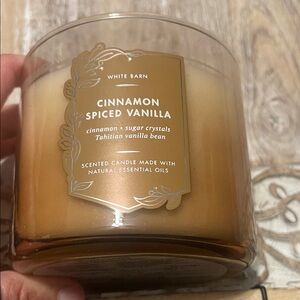 WHITE BARN
CINNAMON
SPICED VANILLA
cinnamon • sugar crystals
Tahitian vanilla bean
SCENTED CANDLE MADE WITH
NATURAL ESSENTIAL OILS